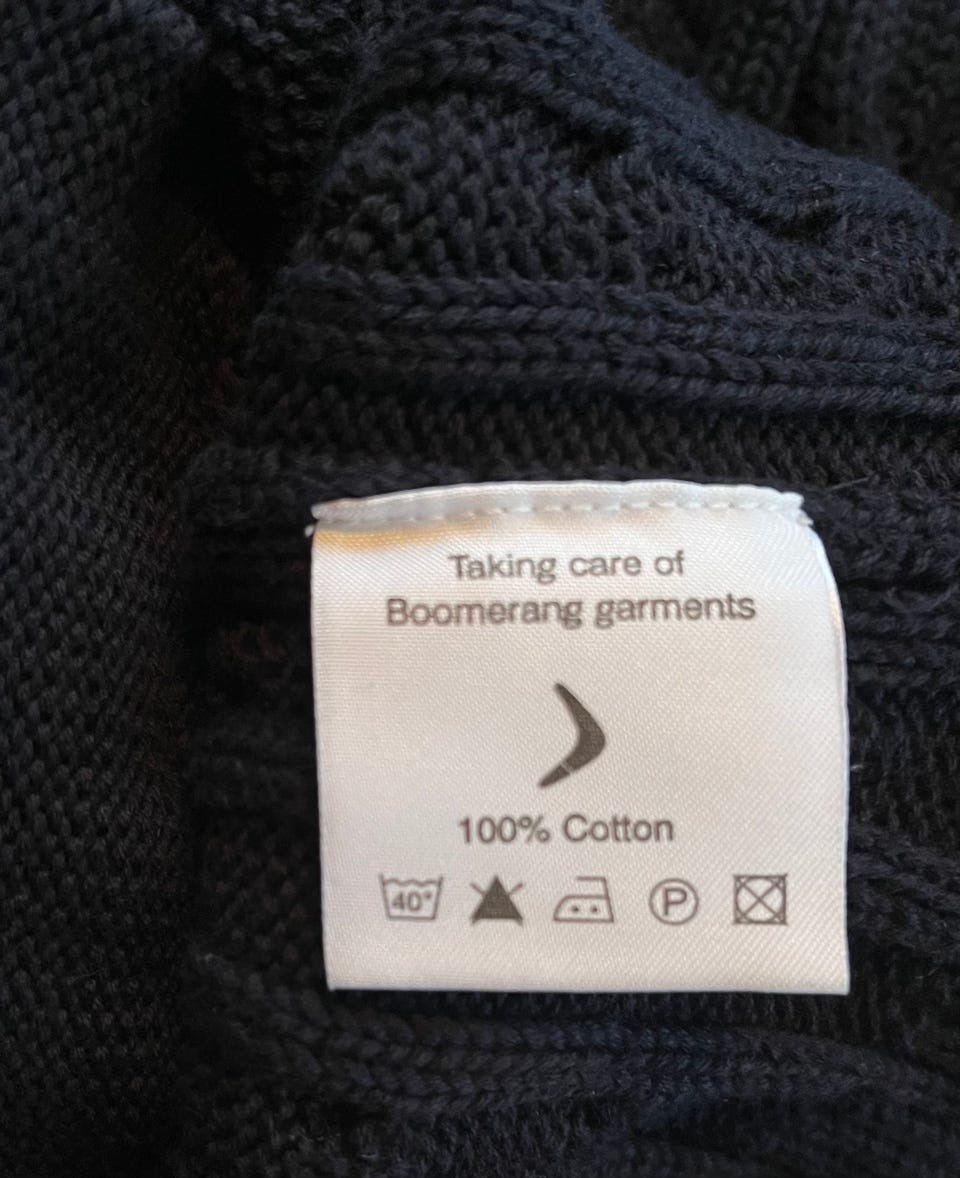 Taking care of
Boomerang garments
100% Cotton
40° P